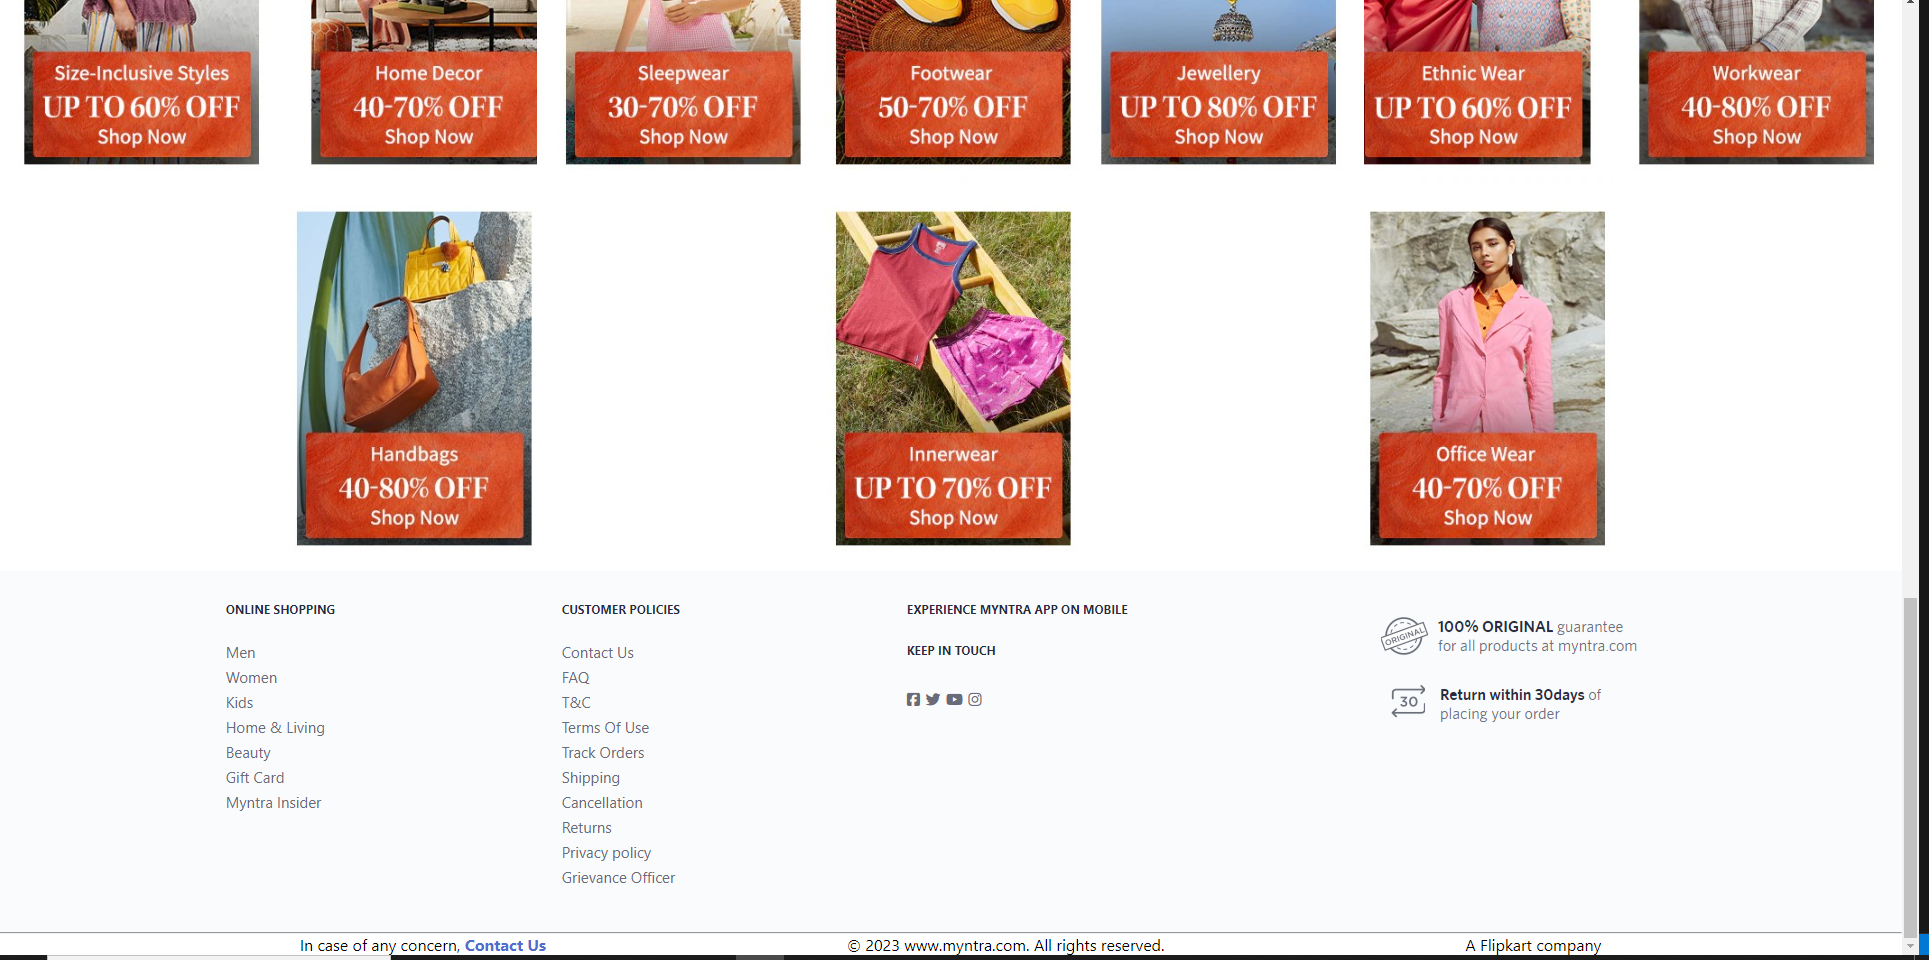 Size-Inclusive Styles
UP TO 60% OFF
Shop Now
Home Decor
40-70% OFF
Shop Now
Sleepwear
30-70% OFF
Shop Now
Footwear
50-70% OFF
Shop Now
Jewellery
UP TO 80% OFF
Shop Now
Ethnic Wear
UP TO 60% OFF
Shop Now
Workwear
40-80% OFF
Shop Now
Handbags
40-80% OFF
Shop Now
Innerwear
UP TO 70% OFF
Shop Now
Office Wear
40-70% OFF
Shop Now
ONLINE SHOPPING
Men
Women
Kids
Home & Living
Beauty
Gift Card
Myntra Insider
CUSTOMER POLICIES
Contact Us
FAQ
T&C
Terms Of Use
Track Orders
Shipping
Cancellation
Returns
Privacy policy
Grievance Officer
EXPERIENCE MYNTRA APP ON MOBILE
KEEP IN TOUCH
ORIGINAL
100% ORIGINAL guarantee
for all products at myntra.com
30
Return within 30days of
placing your order
In case of any concern, Contact Us
© 2023 www.myntra.com. All rights reserved.
A Flipkart company